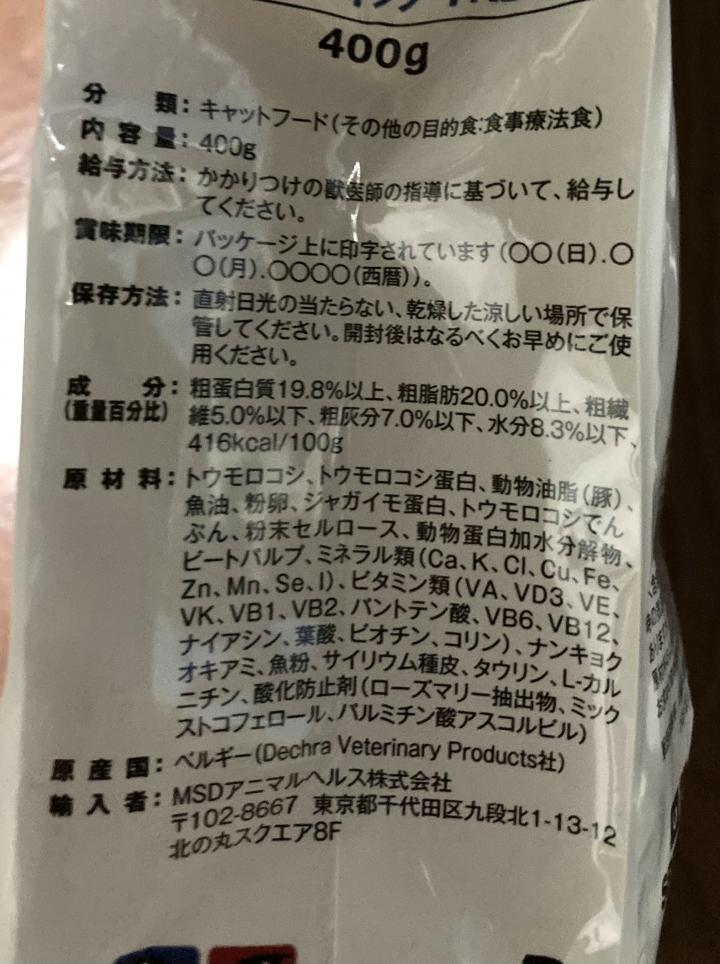 400g
分 類：キャットフード(その他の目的食:食事療法食)
内 容 量：400g
給与方法：かかりつけの獣医師の指導に基づいて、給与し
てください。
賞味期限：パッケージ上に印字されています(〇〇(日).〇
〇(月).〇〇〇〇(西暦))。
保存方法：直射日光の当たらない、乾燥した涼しい場所で保
管してください。開封後はなるべくお早めにご使
用ください。
成 分：粗蛋白質19.8%以上、粗脂肪20.0%以上、粗繊
(重量百分比) 維5.0%以下、粗灰分7.0%以下、水分8.3%以下、
416kcal/100g
原 材 料：トウモロコシ、トウモロコシ蛋白、動物油脂(豚)、
魚油、粉卵、ジャガイモ蛋白、トウモロコシでん
ぷん、粉末セルロース、動物蛋白加水分解物、
ビートパルプ、ミネラル類(Ca、K、Cl、Cu、Fe、
Zn、Mn、Se、I)、ビタミン類(VA、VD3、VE、
VK、VB1、VB2、パントテン酸、VB6、VB12、
ナイアシン、葉酸、ビオチン、コリン)、ナンキョク
オキアミ、魚粉、サイリウム種皮、タウリン、L-カル
ニチン、酸化防止剤(ローズマリー抽出物、ミック
ストコフェロール、パルミチン酸アスコルビル)
原 産 国：ベルギー(Dechra Veterinary Products社)
輸 入 者：MSDアニマルヘルス株式会社
〒102-8667 東京都千代田区九段北1-13-12
北の丸スクエア8F